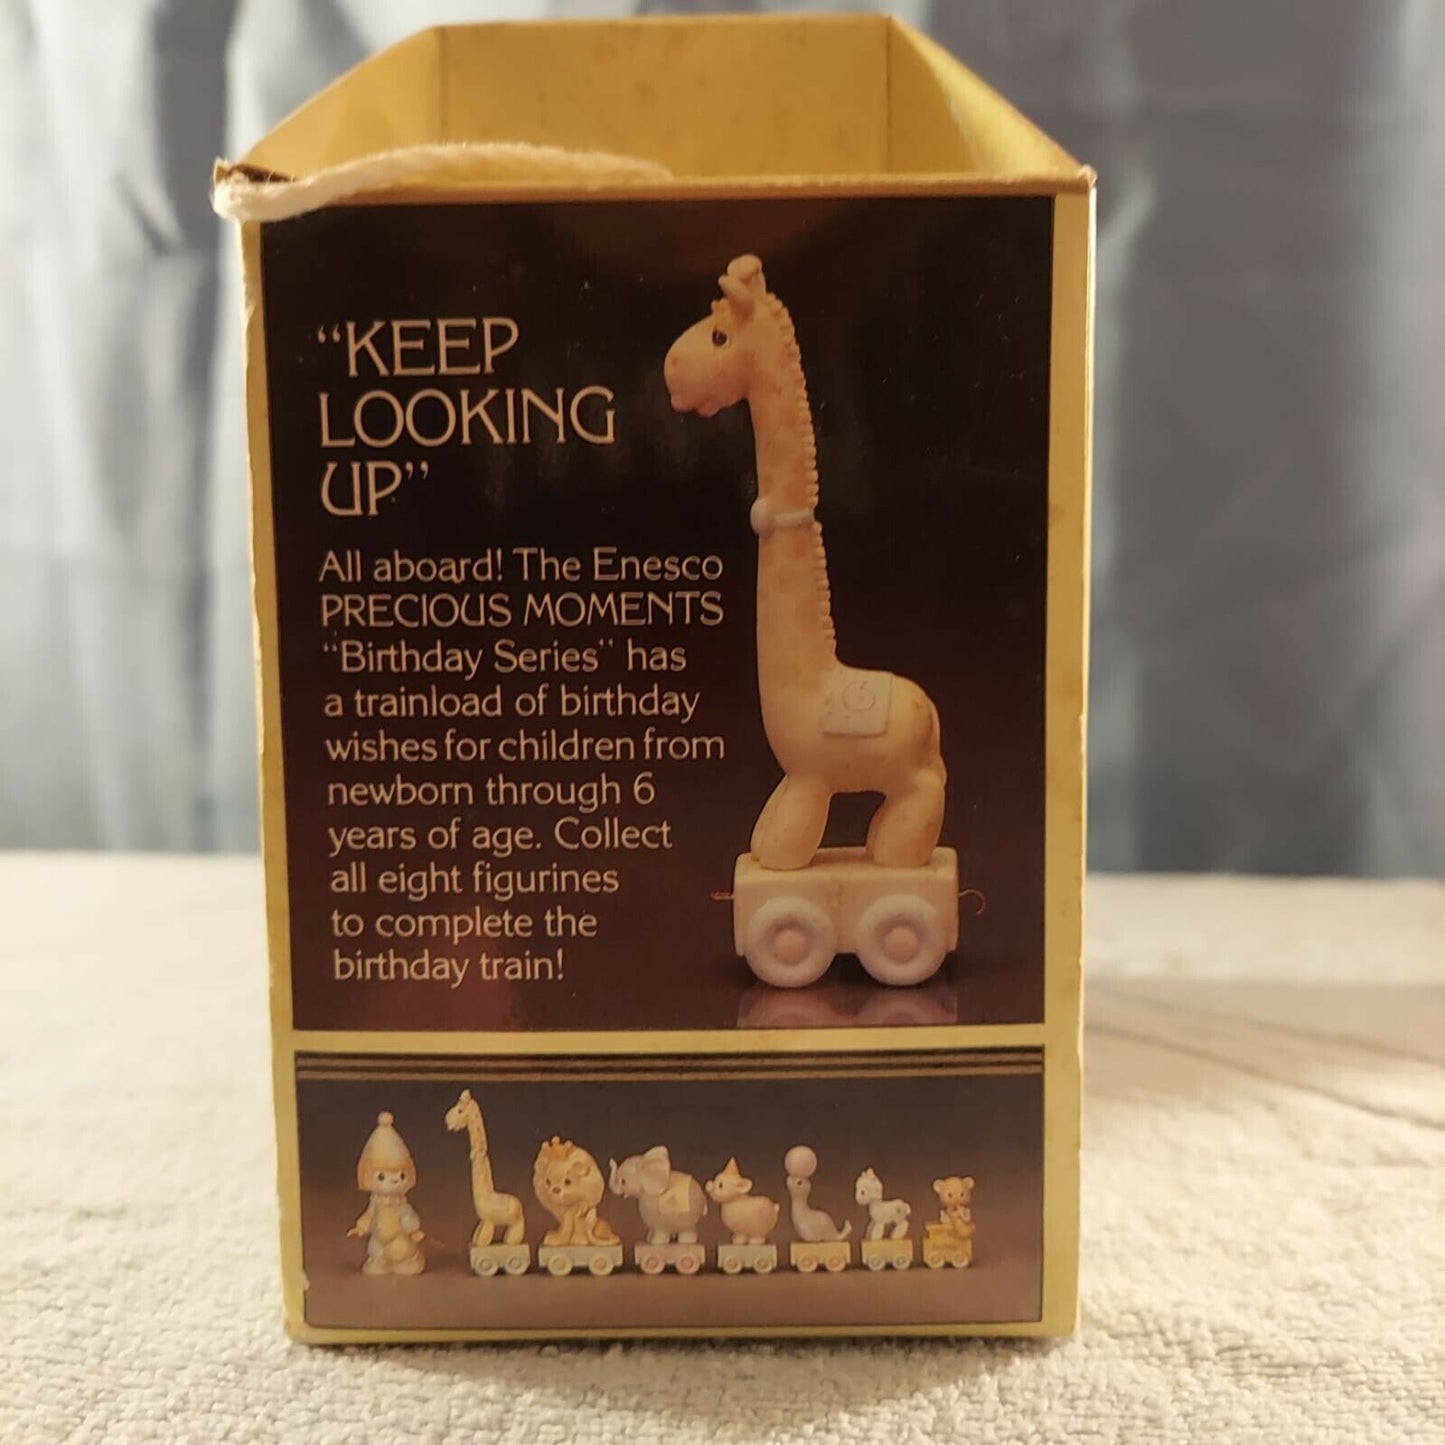 “KEEP
LOOKING
UP”
All aboard! The Enesco
PRECIOUS MOMENTS
“Birthday Series” has
a trainload of birthday
wishes for children from
newborn through 6
years of age. Collect
all eight figurines
to complete the
birthday train!
6